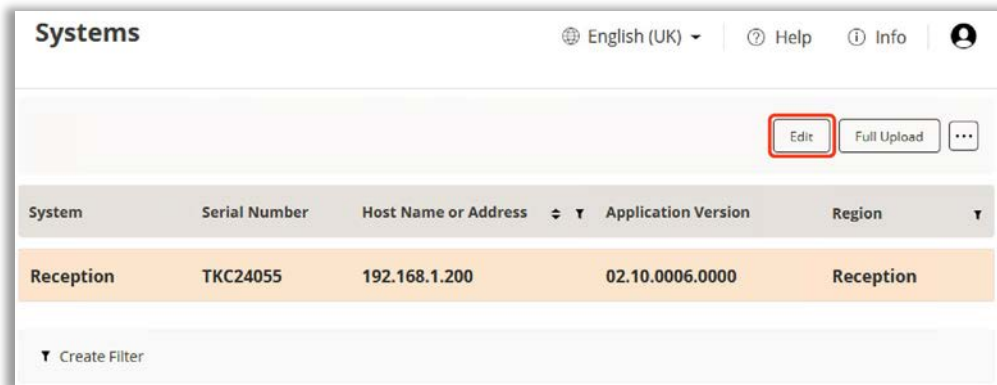 Systems English (UK) Help Info
Edit Full Upload ...
System Serial Number Host Name or Address Application Version Region
Reception TKC24055 192.168.1.200 02.10.0006.0000 Reception
Create Filter